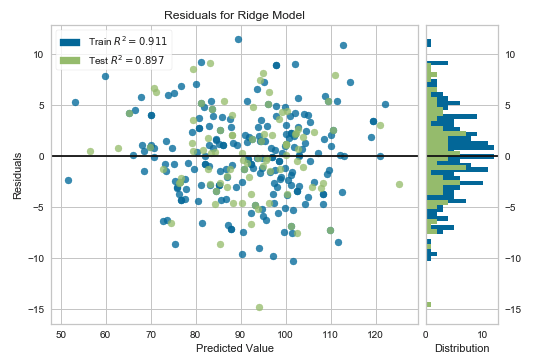 Residuals for Ridge Model
Train R² = 0.911
Test R² = 0.897
Residuals
10
5
0
−5
−10
−15
50 60 70 80 90 100 110 120
Predicted Value
10
5
0
−5
−10
−15
0 10
Distribution